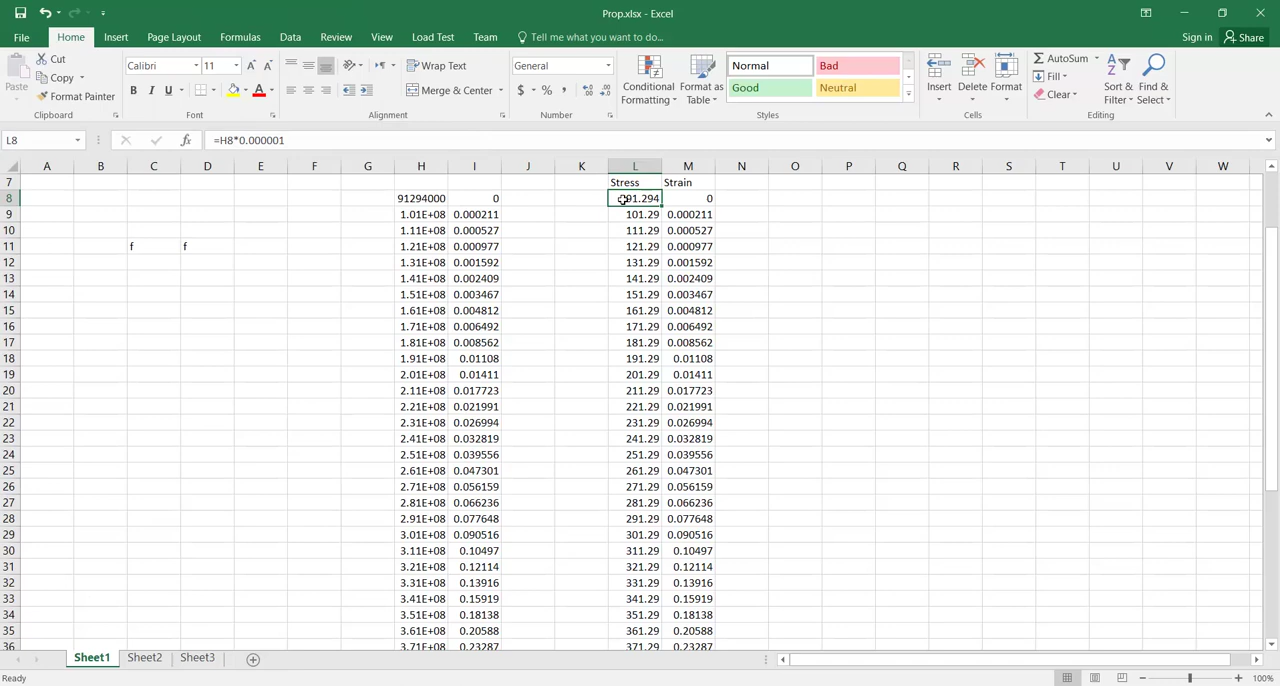 Prop.xlsx - Excel
File Home Insert Page Layout Formulas Data Review View Load Test Team Tell me what you want to do... Sign in Share
Cut
Copy
Format Painter
Paste
Clipboard
Calibri 11
B I U
Font
Wrap Text
Merge & Center
Alignment
General
$ % ,
Number
Conditional Formatting
Format as Table
Normal Bad
Good Neutral
Styles
Insert Delete Format
Cells
AutoSum
Fill
Clear
Sort & Filter
Find & Select
Editing
L8 fx =H8*0.000001
A B C D E F G H I J K L M N O P Q R S T U V W
7 Stress Strain
8 91294000 0 91.294 0
9 1.01E+08 0.000211 101.29 0.000211
10 1.11E+08 0.000527 111.29 0.000527
11 f f 1.21E+08 0.000977 121.29 0.000977
12 1.31E+08 0.001592 131.29 0.001592
13 1.41E+08 0.002409 141.29 0.002409
14 1.51E+08 0.003467 151.29 0.003467
15 1.61E+08 0.004812 161.29 0.004812
16 1.71E+08 0.006492 171.29 0.006492
17 1.81E+08 0.008562 181.29 0.008562
18 1.91E+08 0.01108 191.29 0.01108
19 2.01E+08 0.01411 201.29 0.01411
20 2.11E+08 0.017723 211.29 0.017723
21 2.21E+08 0.021991 221.29 0.021991
22 2.31E+08 0.026994 231.29 0.026994
23 2.41E+08 0.032819 241.29 0.032819
24 2.51E+08 0.039556 251.29 0.039556
25 2.61E+08 0.047301 261.29 0.047301
26 2.71E+08 0.056159 271.29 0.056159
27 2.81E+08 0.066236 281.29 0.066236
28 2.91E+08 0.077648 291.29 0.077648
29 3.01E+08 0.090516 301.29 0.090516
30 3.11E+08 0.10497 311.29 0.10497
31 3.21E+08 0.12114 321.29 0.12114
32 3.31E+08 0.13916 331.29 0.13916
33 3.41E+08 0.15919 341.29 0.15919
34 3.51E+08 0.18138 351.29 0.18138
35 3.61E+08 0.20588 361.29 0.20588
36 3.71E+08 0.23287 371.29 0.23287
Sheet1 Sheet2 Sheet3
Ready 100%